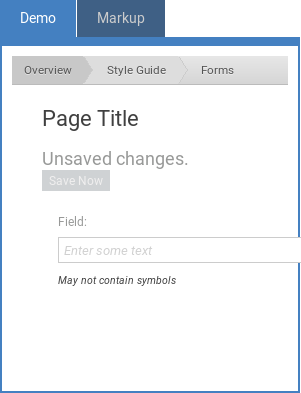 Demo Markup
Overview Style Guide Forms
Page Title
Unsaved changes.
Save Now
Field:
Enter some text
May not contain symbols